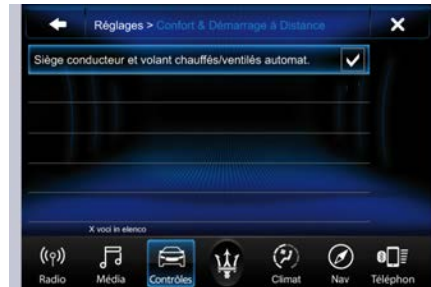 Réglages > Confort & Démarrage à Distance
Siège conducteur et volant chauffés/ventilés automat.
X voci in elenco
Radio Média Contrôles Climat Nav Téléphon